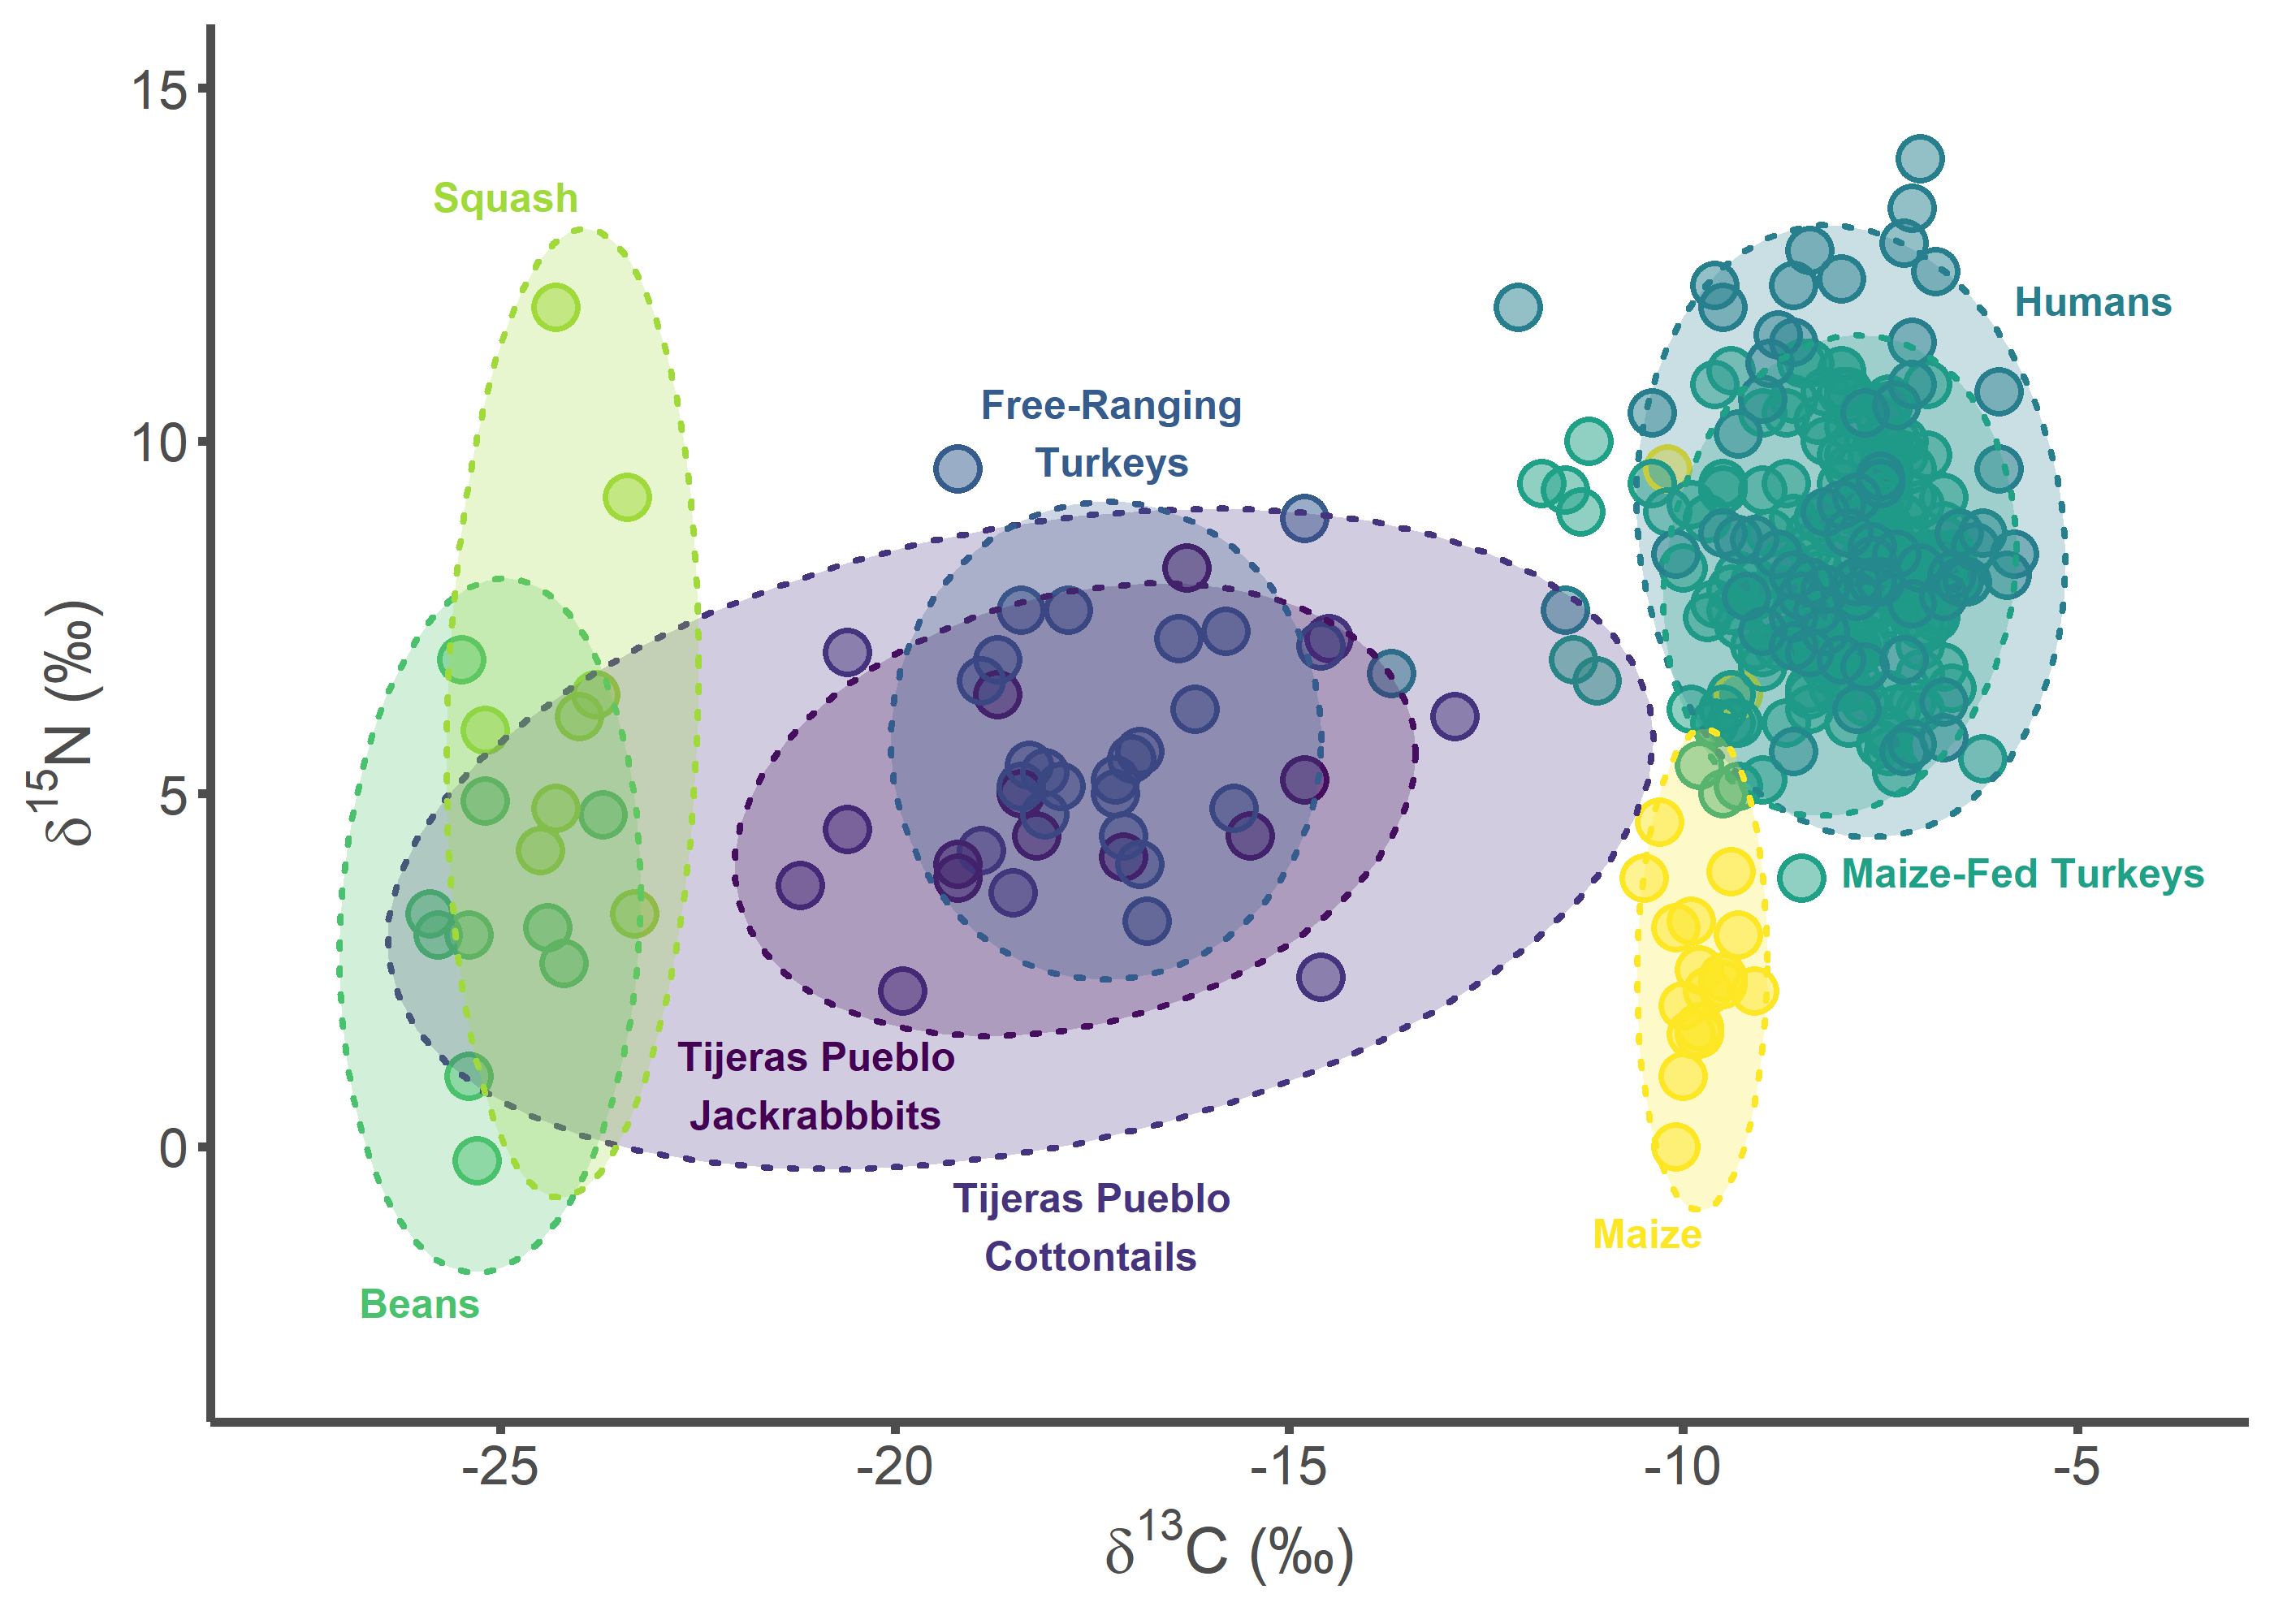 15
10
5
0
δ15N (‰)
Squash
Humans
Free-Ranging
Turkeys
Maize-Fed Turkeys
Tijeras Pueblo
Jackrabbbits
Tijeras Pueblo
Cottontails
Maize
Beans
-25
-20
-15
-10
-5
δ13C (‰)